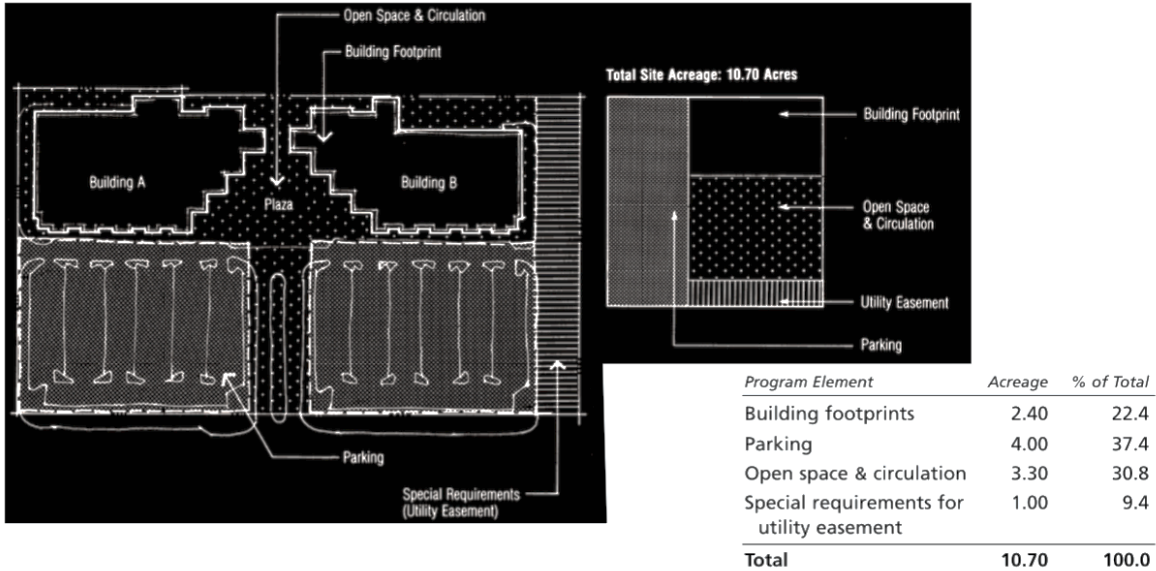 Open Space & Circulation
Building Footprint
Building A
Building B
Plaza
Parking
Special Requirements
(Utility Easement)
Total Site Acreage: 10.70 Acres
Building Footprint
Open Space
& Circulation
Utility Easement
Parking
Program Element Acreage % of Total
Building footprints 2.40 22.4
Parking 4.00 37.4
Open space & circulation 3.30 30.8
Special requirements for 1.00 9.4
utility easement
Total 10.70 100.0